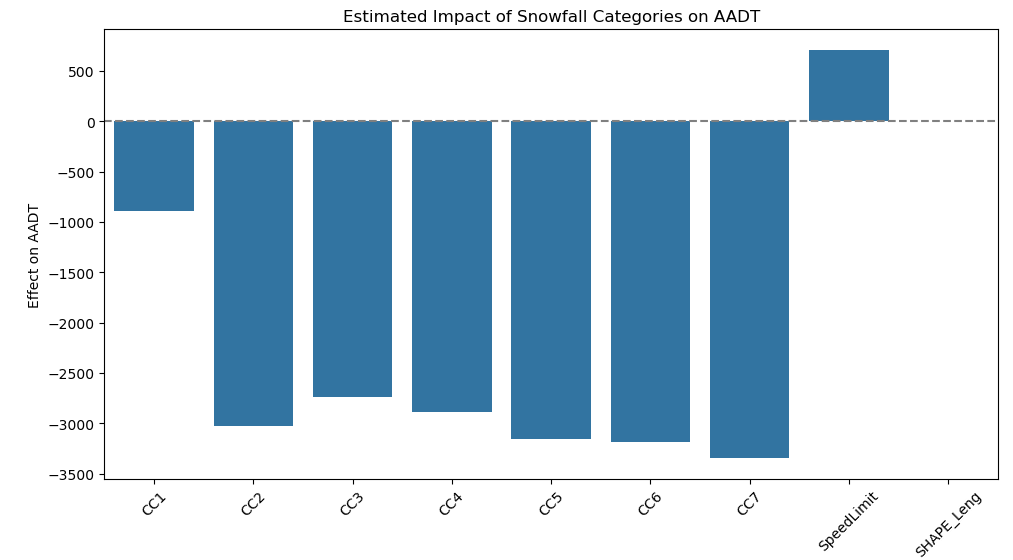 Estimated Impact of Snowfall Categories on AADT
Effect on AADT
500
0
−500
−1000
−1500
−2000
−2500
−3000
−3500
CC1
CC2
CC3
CC4
CC5
CC6
CC7
SpeedLimit
SHAPE_Leng